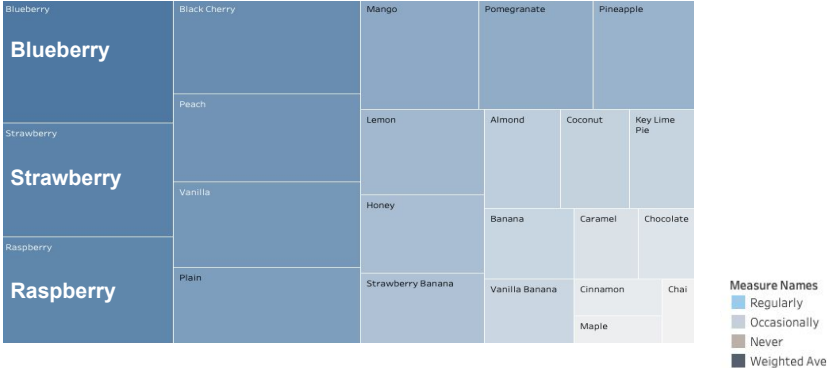 Blueberry
Blueberry
Strawberry
Strawberry
Raspberry
Raspberry
Black Cherry
Peach
Vanilla
Plain
Mango
Pomegranate
Pineapple
Lemon
Honey
Strawberry Banana
Almond
Coconut
Key Lime
Pie
Banana
Caramel
Chocolate
Vanilla Banana
Cinnamon
Chai
Maple
Measure Names
Regularly
Occasionally
Never
Weighted Ave